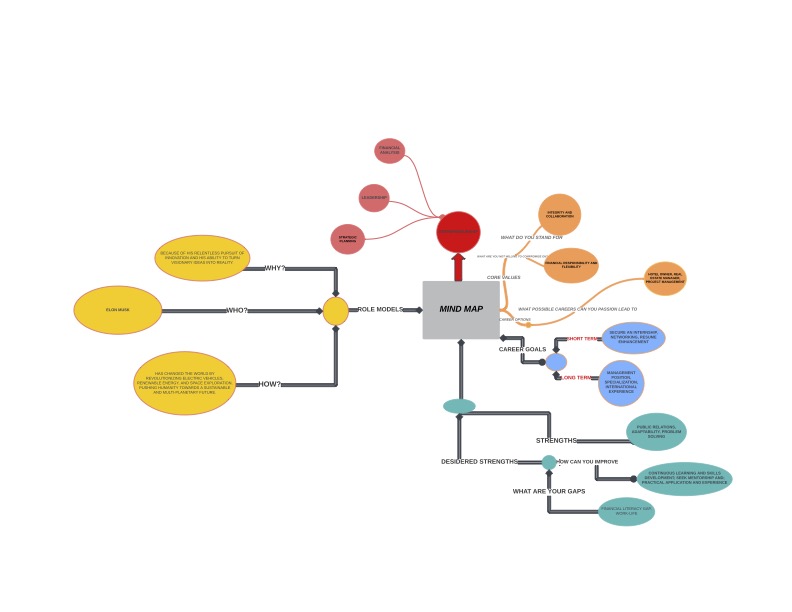 FINANCIAL
ANALYSIS
LEADERSHIP
STRATEGIC
PLANNING
INTEGRITY AND
COLLABORATION
WHAT DO YOU STAND FOR
FINANCIAL RESPONSIBILITY AND
FLEXIBILITY
CORE VALUES
HOTEL OWNER, REAL
STATE MANAGER,
PROJECT MANAGEMENT
WHAT POSSIBLE CAREERS CAN YOU PASSION LEAD TO
CAREER OPTIONS
BECAUSE OF HIS RELENTLESS PURSUIT OF
INNOVATION AND HIS ABILITY TO TURN
VISIONARY IDEAS INTO REALITY.
WHY?
ELON MUSK
WHO?
ROLE MODELS
MIND MAP
HAS CHANGED THE WORLD BY
REVOLUTIONIZING ELECTRIC VEHICLES,
RENEWABLE ENERGY, AND SPACE EXPLORATION,
PUSHING HUMANITY TOWARDS A SUSTAINABLE
AND MULTI-PLANETARY FUTURE.
HOW?
CAREER GOALS
SHORT TERM
SECURE AN INTERNSHIP
NETWORKING, RESUME
ENHANCEMENT
LONG TERM
MANAGEMENT
POSITION,
SPECIALIZATION,
INTERNATIONAL
EXPERIENCE
STRENGTHS
PUBLIC RELATIONS,
ADAPTABILITY, PROBLEM
SOLVING
DESIDERED STRENGTHS
HOW CAN YOU IMPROVE
CONTINUOUS LEARNING AND SKILLS
DEVELOPMENT; SEEK MENTORSHIP AND;
PRACTICAL APPLICATION AND EXPERIENCE
WHAT ARE YOUR GAPS
FINANCIAL LITERACY AND
WORK-LIFE